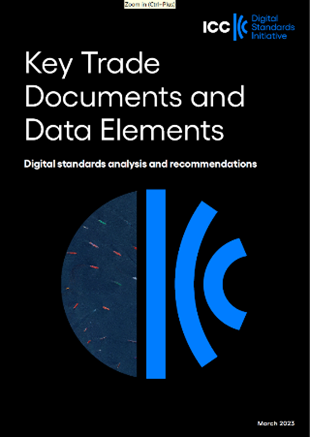 Zoom in (Ctrl+Plus)
ICC
Digital
Standards
Initiative
Key Trade
Documents and
Data Elements
Digital standards analysis and recommendations
March 2023